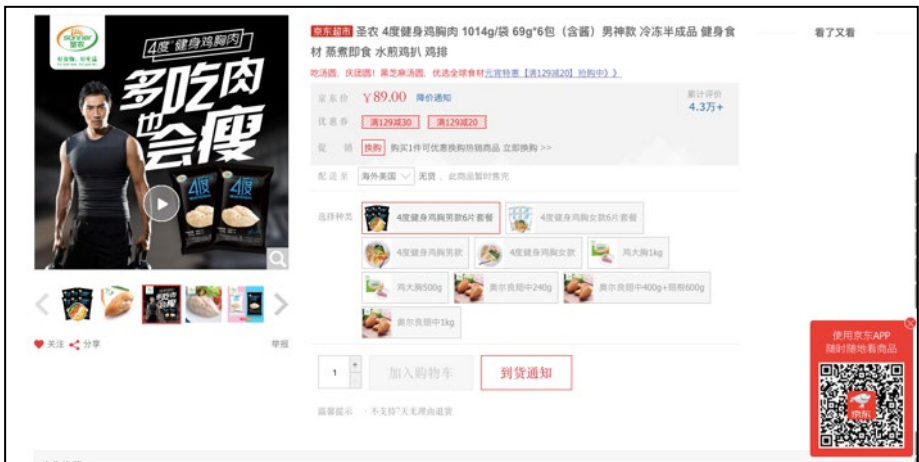 sunner
圣农
4度®健身鸡胸肉
多吃肉
也
会瘦
4度
4度
关注
分享
举报
京东超市 圣农 4度健身鸡胸肉 1014g/袋 69g*6包（含酱）男神款 冷冻半成品 健身食
材 蒸煮即食 水煎鸡扒 鸡排
吃汤圆，庆团圆！黑芝麻汤圆，优选全球食材元宵特惠【满129减20】抢购中》》
京东价 ￥89.00 降价通知
累计评价
4.3万+
优惠券 满129减30 满129减20
促 销 换购 购买1件可优惠换购热销商品 立即换购 >>
配送至 海外美国 无货，此商品暂时售完
选择种类 4度健身鸡胸男款6片套餐 4度健身鸡胸女款6片套餐
4度健身鸡胸男款 4度健身鸡胸女款 鸡大胸1kg
鸡大胸500g 奥尔良翅中240g 奥尔良翅中400g+翅根600g
奥尔良翅中1kg
1 + 加入购物车 到货通知
温馨提示 ·不支持7天无理由退货
看了又看
使用京东APP
随时随地看商品
京东